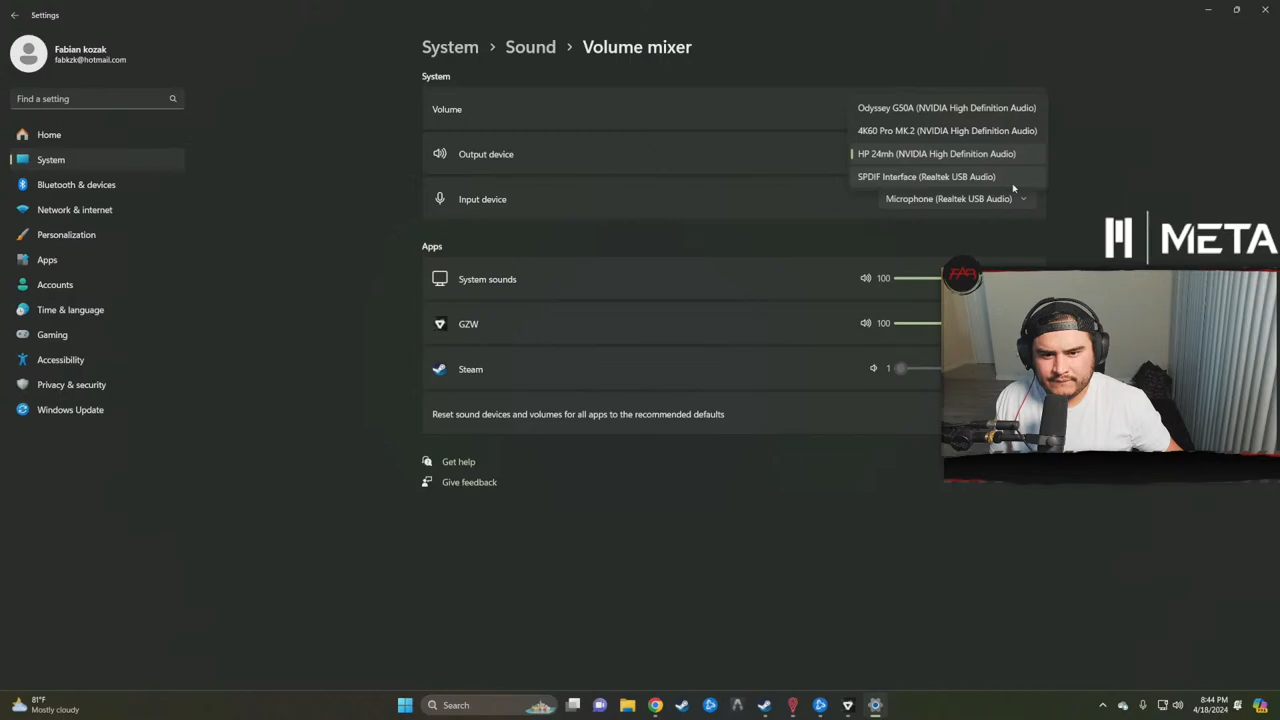 Settings
Fabian kozak
fabkzk@hotmail.com
Find a setting
Home
System
Bluetooth & devices
Network & internet
Personalization
Apps
Accounts
Time & language
Gaming
Accessibility
Privacy & security
Windows Update
System > Sound > Volume mixer
System
Volume
Output device
Input device
Odyssey G50A (NVIDIA High Definition Audio)
4K60 Pro MK.2 (NVIDIA High Definition Audio)
HP 24mh (NVIDIA High Definition Audio)
SPDIF Interface (Realtek USB Audio)
Microphone (Realtek USB Audio)
Apps
System sounds
100
GZW
100
Steam
1
Reset sound devices and volumes for all apps to the recommended defaults
Get help
Give feedback
META
81°F
Mostly cloudy
Search
8:44 PM
4/18/2024